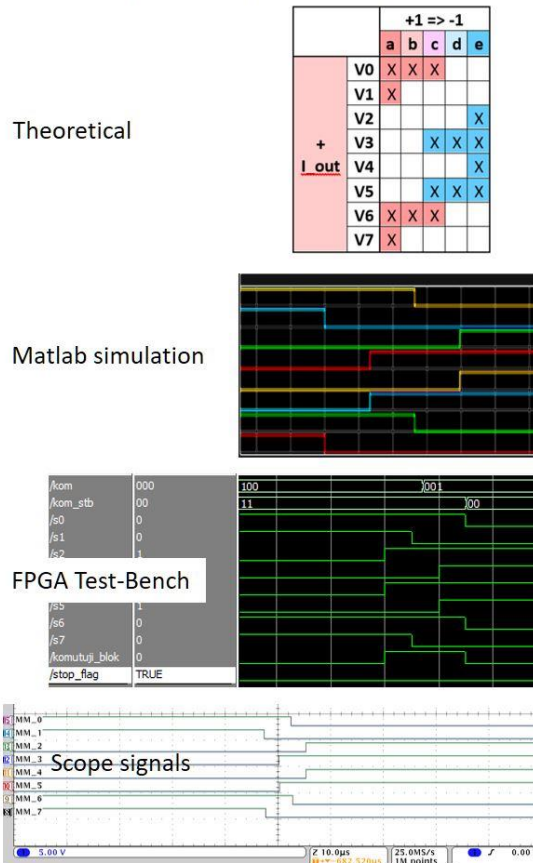 +1 => -1
a b c d e
V0 X X X
V1 X
Theoretical
V2 X
+ V3 X X X
I_out V4 X
V5 X X X
V6 X X X
V7 X
Matlab simulation
/kom 000 100 001
/kom_stb 00 11 00
/s0 0
/s1 0
/s2 1
FPGA Test-Bench
/s5 1
/s6 0
/s7 0
/komutuji_blok 0
/stop_flag TRUE
MM_0
MM_1
MM_2
Scope signals
MM_3
MM_4
MM_5
MM_6
MM_7
5.00 V Z 10.0µs 25.0MS/s 0.00
1M points